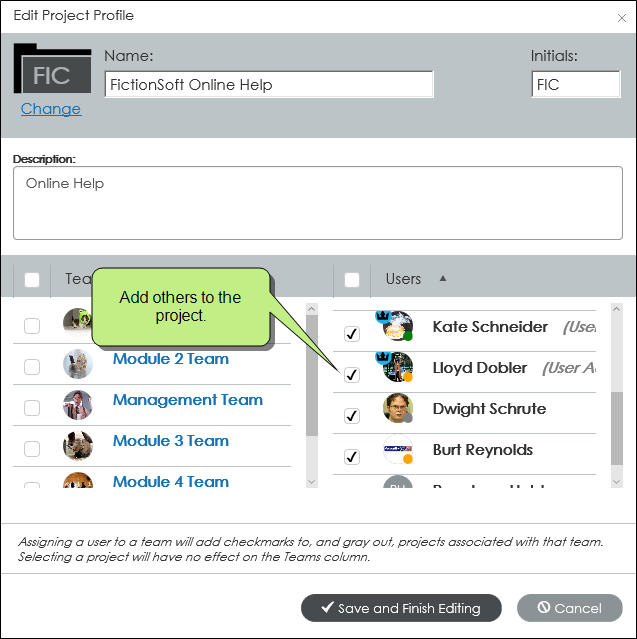 Edit Project Profile
FIC
Change
Name:
FictionSoft Online Help
Initials:
FIC
Description:
Online Help
Users
Add others to the
project.
Module 2 Team
Management Team
Module 3 Team
Module 4 Team
Kate Schneider (User
Lloyd Dobler (User A
Dwight Schrute
Burt Reynolds
Assigning a user to a team will add checkmarks to, and gray out, projects associated with that team.
Selecting a project will have no effect on the Teams column.
Save and Finish Editing
Cancel